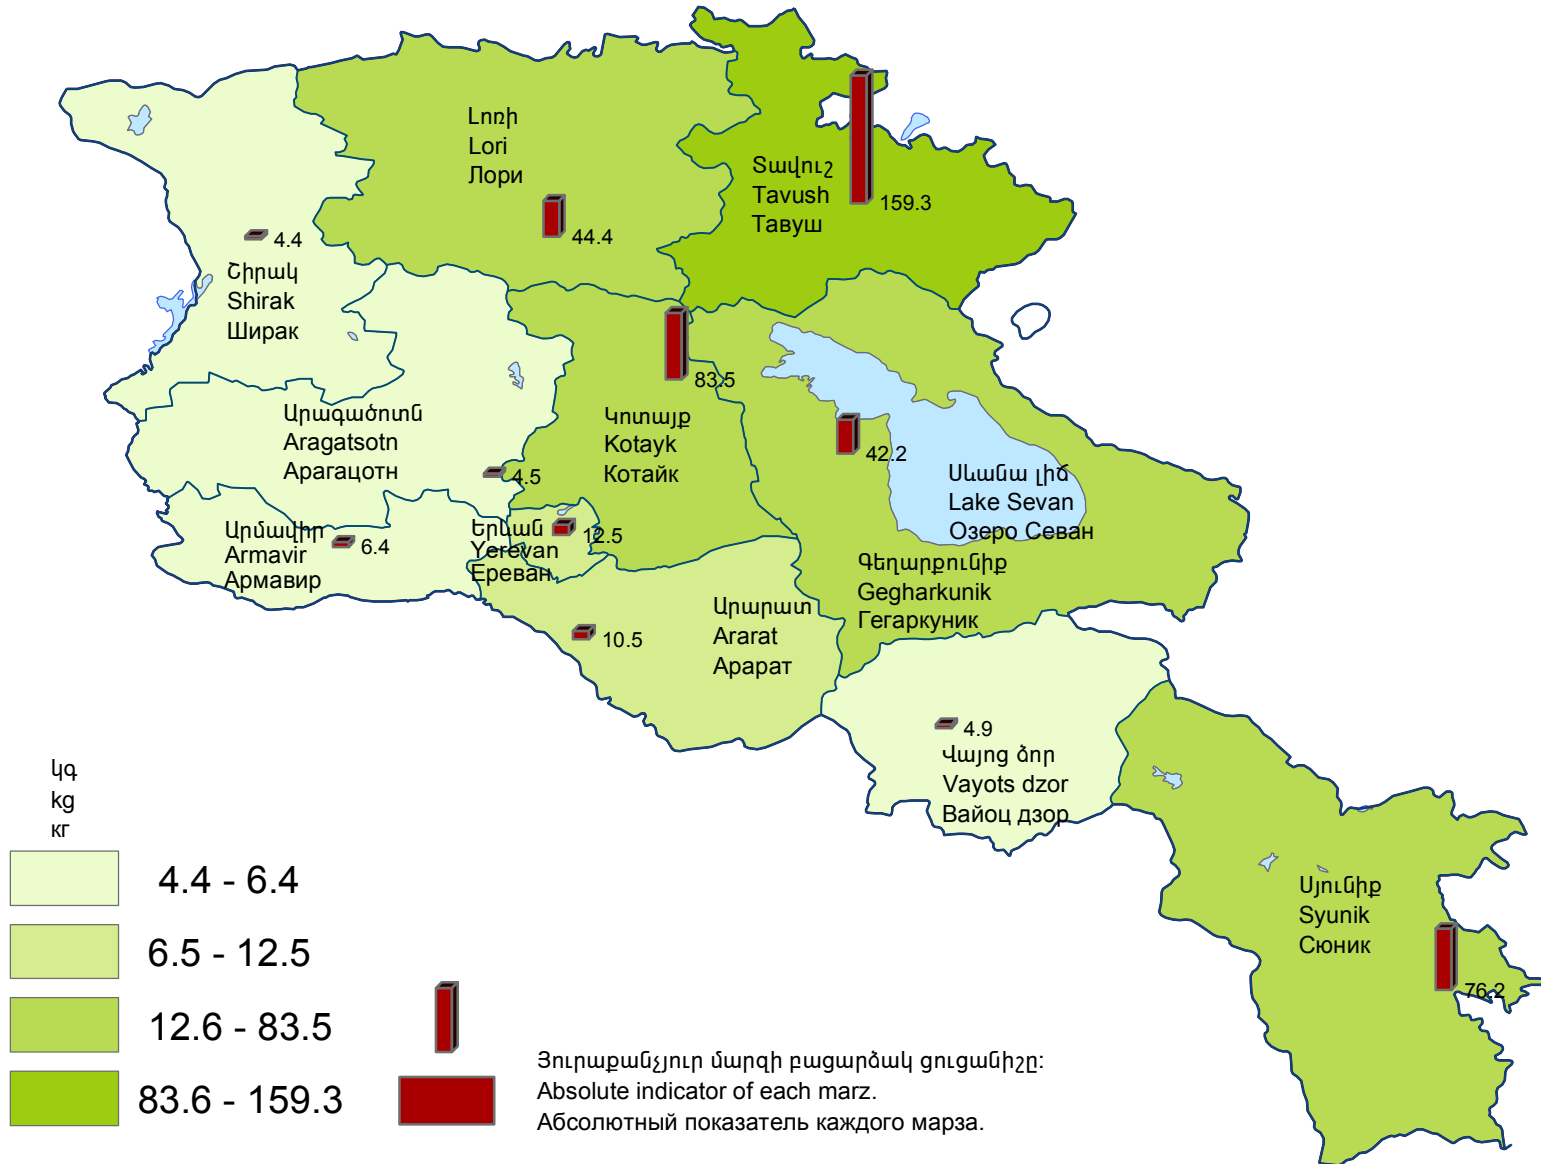 Լոռի
Lori
Лори
44.4
Տավուշ
Tavush
Тавуш
159.3
4.4
Շիրակ
Shirak
Ширак
83.5
Կոտայք
Kotayk
Котайк
Արագածոտն
Aragatsotn
Арагацотн
4.5
42.2
Սևանա լիճ
Lake Sevan
Озеро Севан
Արմավիր
Armavir
Армавир
6.4
Երևան
Yerevan
Ереван
12.5
Գեղարքունիք
Gegharkunik
Гегаркуник
Արարատ
Ararat
Арарат
10.5
4.9
Վայոց ձոր
Vayots dzor
Вайоц дзор
Սյունիք
Syunik
Сюник
76.2
կգ
kg
кг
4.4 - 6.4
6.5 - 12.5
12.6 - 83.5
83.6 - 159.3
Յուրաքանչյուր մարզի բացարձակ ցուցանիշը:
Absolute indicator of each marz.
Абсолютный показатель каждого марза.